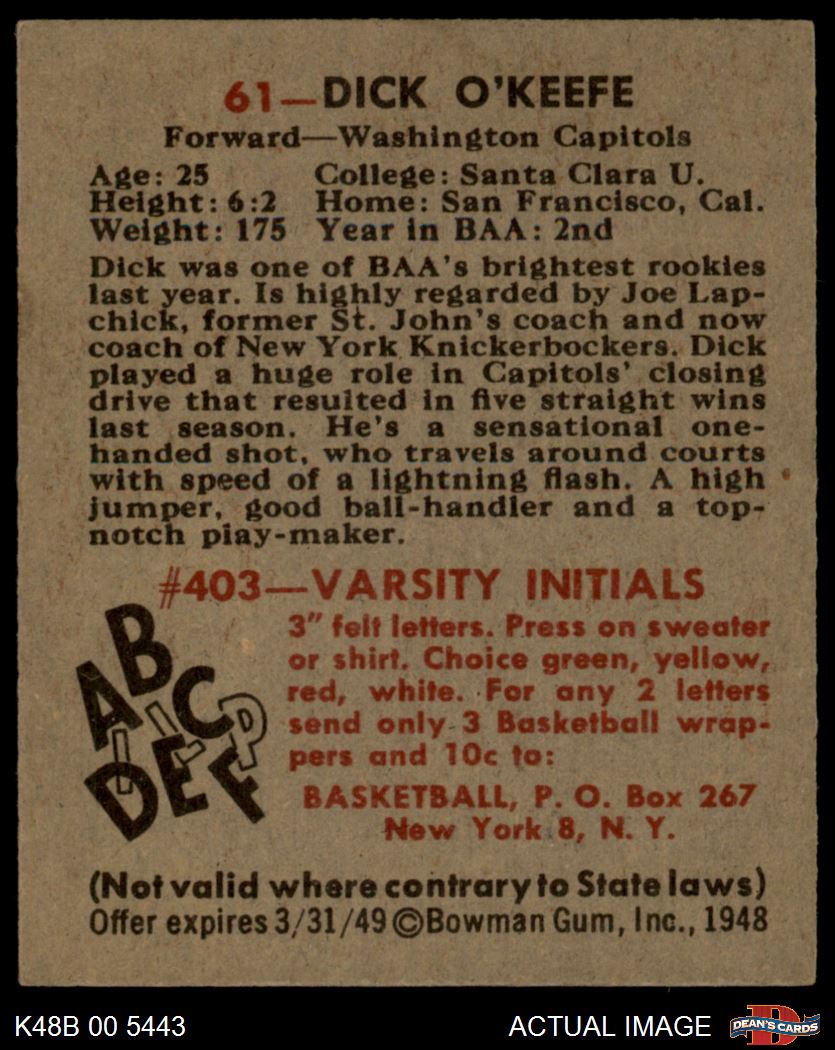 61—DICK O'KEEFE
Forward—Washington Capitols
Age: 25 College: Santa Clara U.
Height: 6:2 Home: San Francisco, Cal.
Weight: 175 Year in BAA: 2nd
Dick was one of BAA's brightest rookies
last year. Is highly regarded by Joe Lap-
chick, former St. John's coach and now
coach of New York Knickerbockers. Dick
played a huge role in Capitols' closing
drive that resulted in five straight wins
last season. He's a sensational one-
handed shot, who travels around courts
with speed of a lightning flash. A high
jumper, good ball-handler and a top-
notch play-maker.
#403—VARSITY INITIALS
ABC
DEF
3" felt letters. Press on sweater
or shirt. Choice green, yellow,
red, white. For any 2 letters
send only 3 Basketball wrap-
pers and 10c to:
BASKETBALL, P. O. Box 267
New York 8, N. Y.
(Not valid where contrary to State laws)
Offer expires 3/31/49 ©Bowman Gum, Inc., 1948
K48B 00 5443
ACTUAL IMAGE
D
DEAN'S CARDS